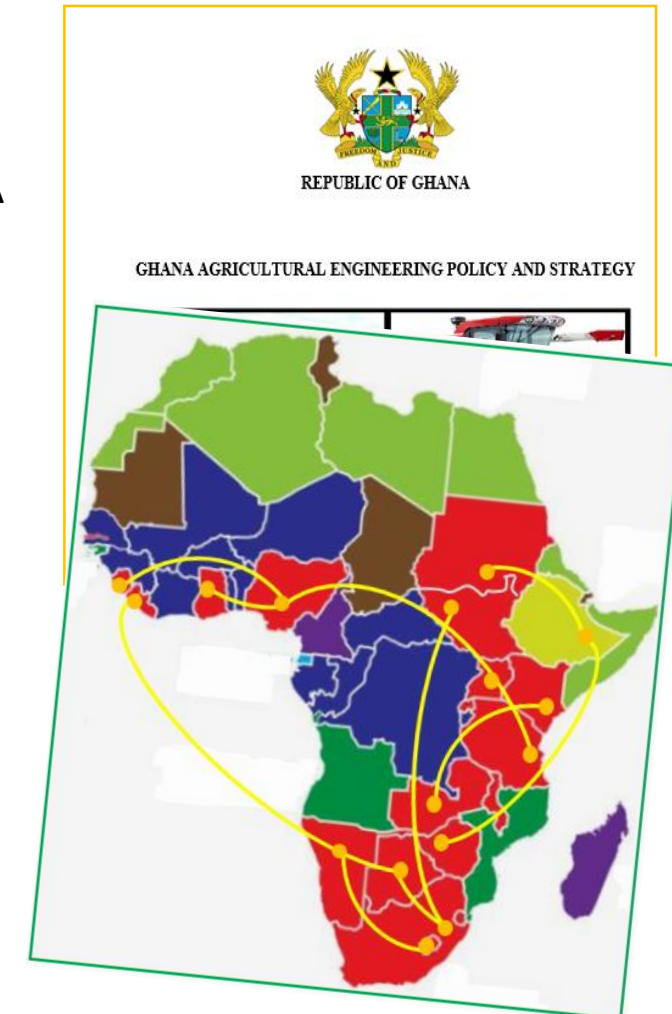 FREEDOM AND JUSTICE
REPUBLIC OF GHANA
GHANA AGRICULTURAL ENGINEERING POLICY AND STRATEGY